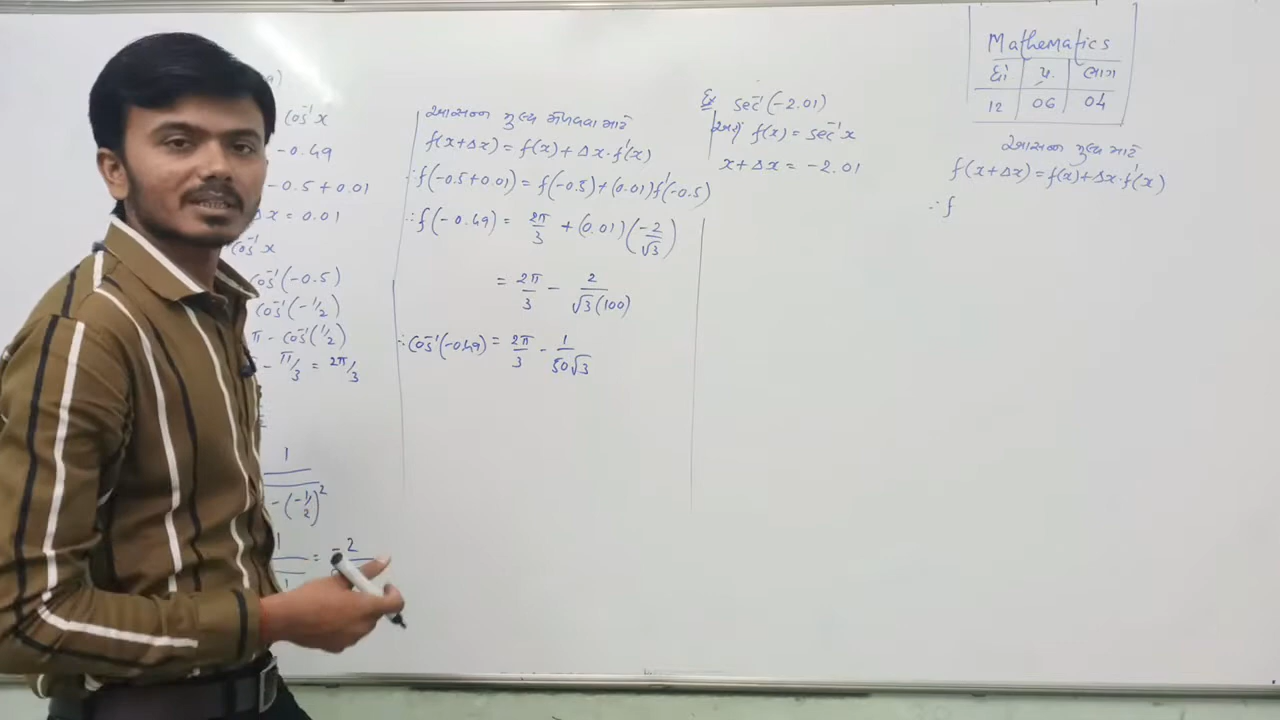 cos⁻¹x
-0.49
-0.5+0.01
Δx = 0.01
cos⁻¹x
cos⁻¹(-0.5)
cos⁻¹(-1/2)
π - cos⁻¹(1/2)
- π/3 = 2π/3
1
-(-1/2)²
1 = -2
આસન્ન મુલ્ય મેળવવા માટે
f(x+Δx) = f(x)+Δx·f'(x)
∴ f(-0.5+0.01) = f(-0.5)+(0.01)f'(-0.5)
∴ f(-0.49) = 2π/3 + (0.01)(-2/√3)
= 2π/3 - 2/√3(100)
∴ cos⁻¹(-0.49) = 2π/3 - 1/50√3
sec⁻¹(-2.01)
અહીં f(x) = sec⁻¹x
x+Δx = -2.01
Mathematics
ધો પ્ર. ભાગ
12 06 04
આસન્ન મુલ્ય માટે
f(x+Δx) = f(x)+Δx·f'(x)
∴ f